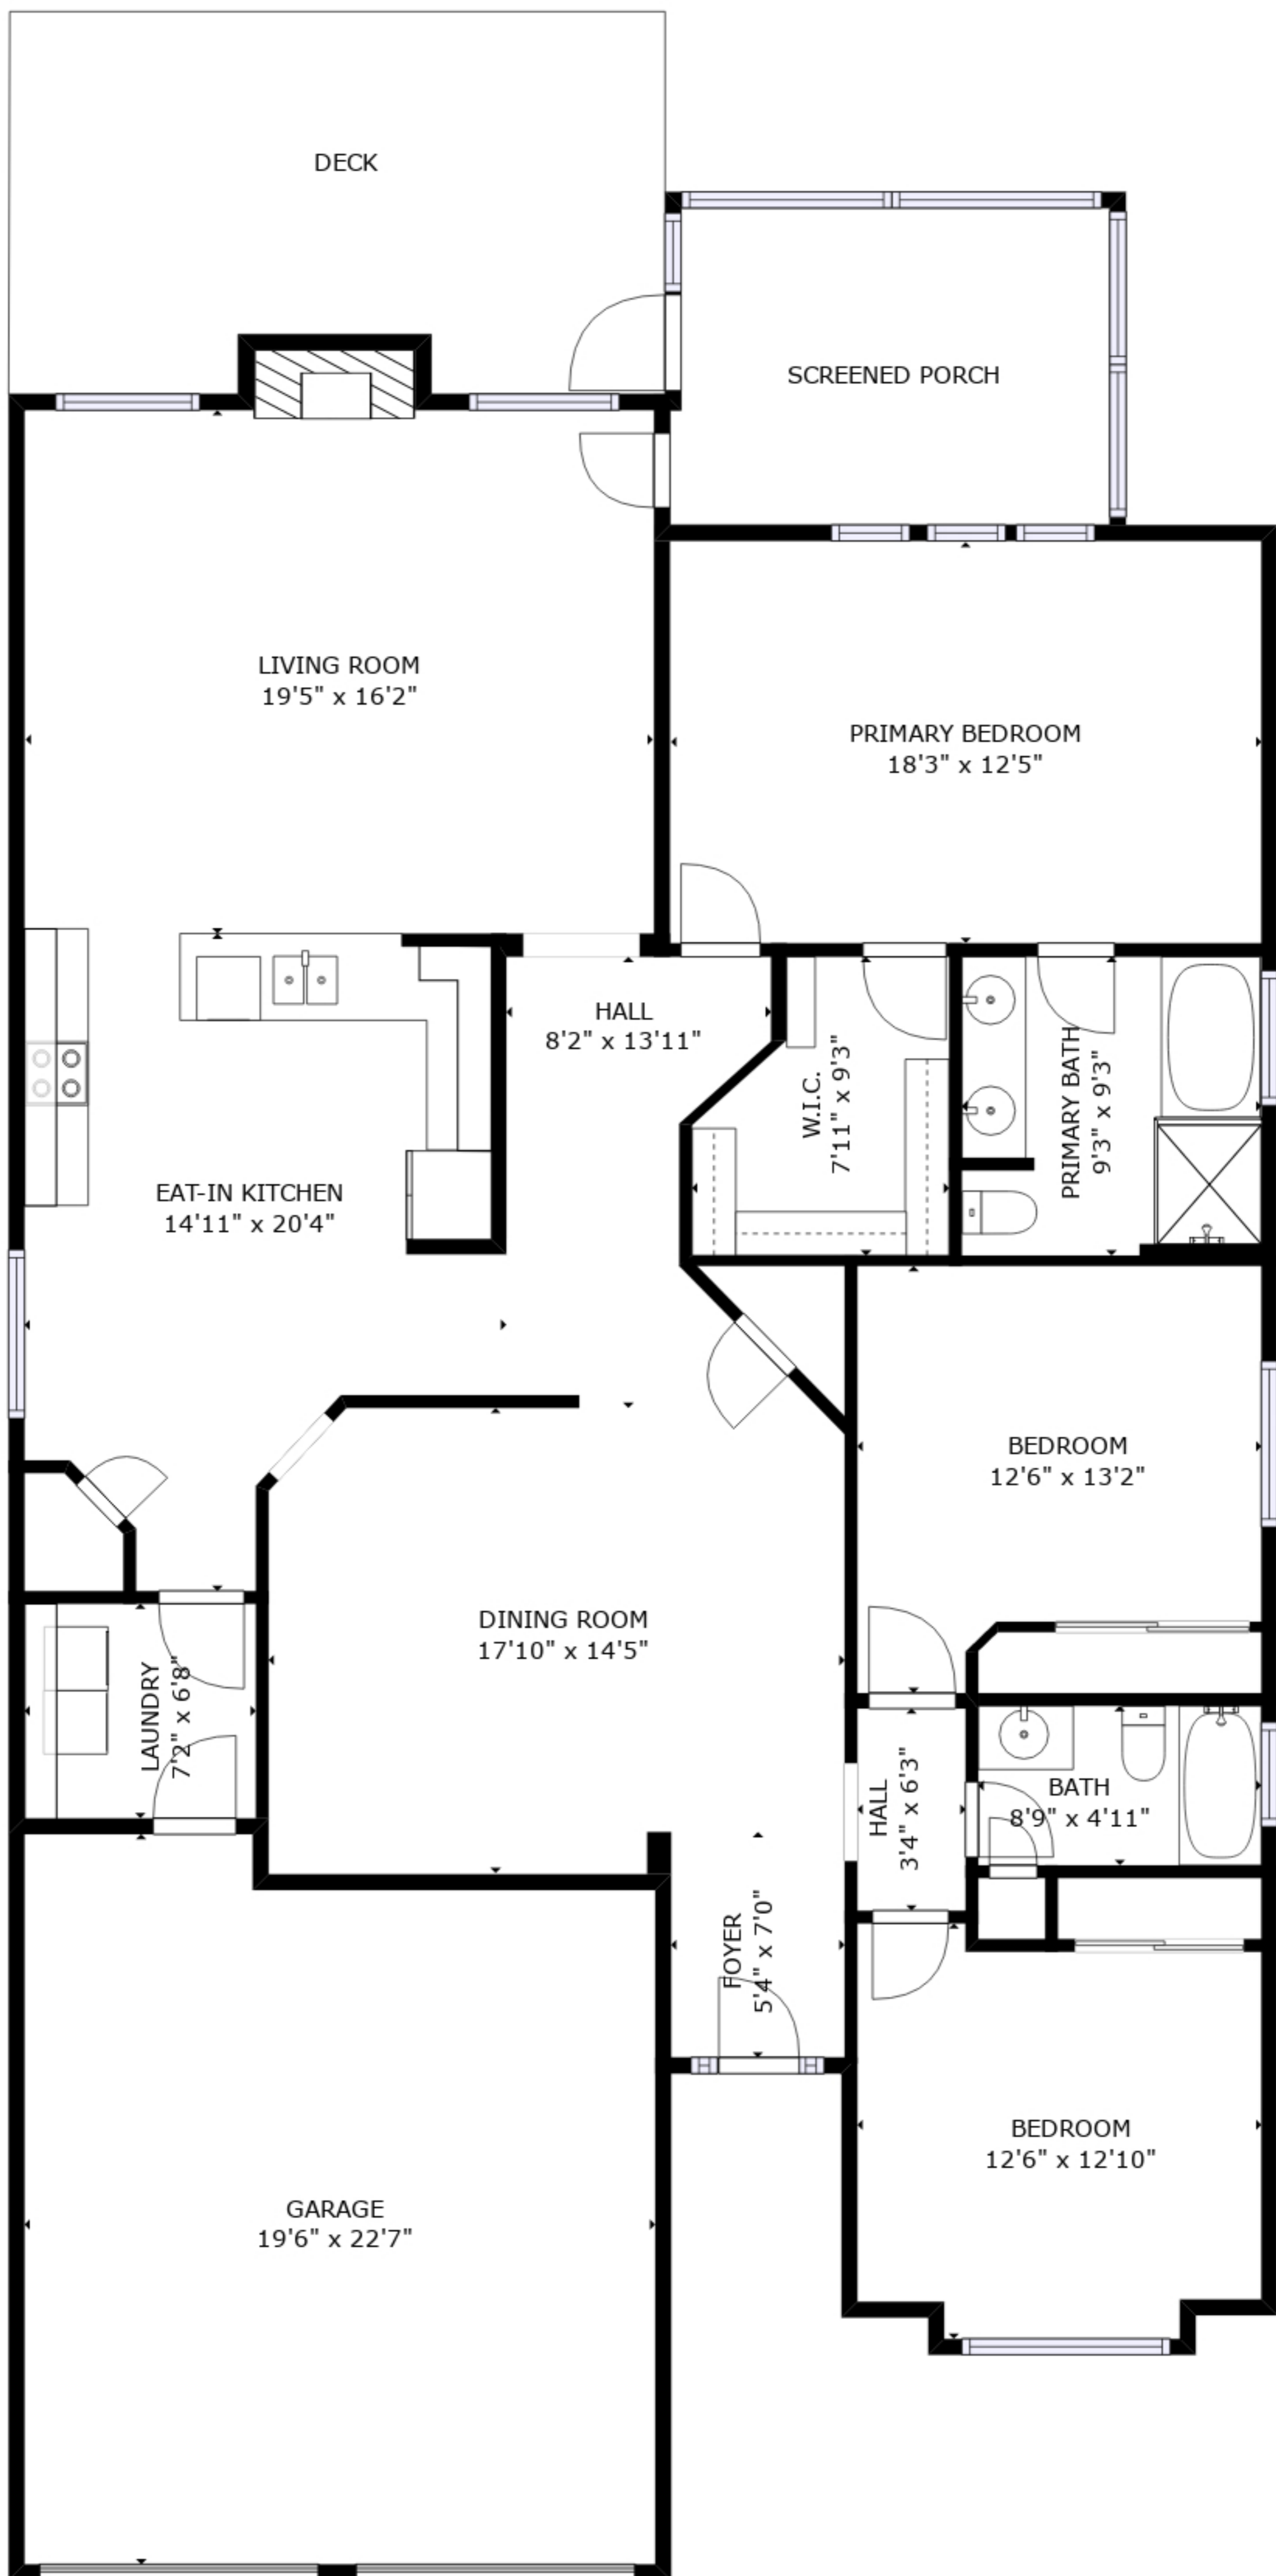 DECK
SCREENED PORCH
LIVING ROOM
19'5" x 16'2"
PRIMARY BEDROOM
18'3" x 12'5"
HALL
8'2" x 13'11"
W.I.C.
7'11" x 9'3"
PRIMARY BATH
9'3" x 9'3"
EAT-IN KITCHEN
14'11" x 20'4"
BEDROOM
12'6" x 13'2"
DINING ROOM
17'10" x 14'5"
LAUNDRY
7'2" x 6'8"
HALL
3'4" x 6'3"
BATH
8'9" x 4'11"
FOYER
5'4" x 7'0"
BEDROOM
12'6" x 12'10"
GARAGE
19'6" x 22'7"